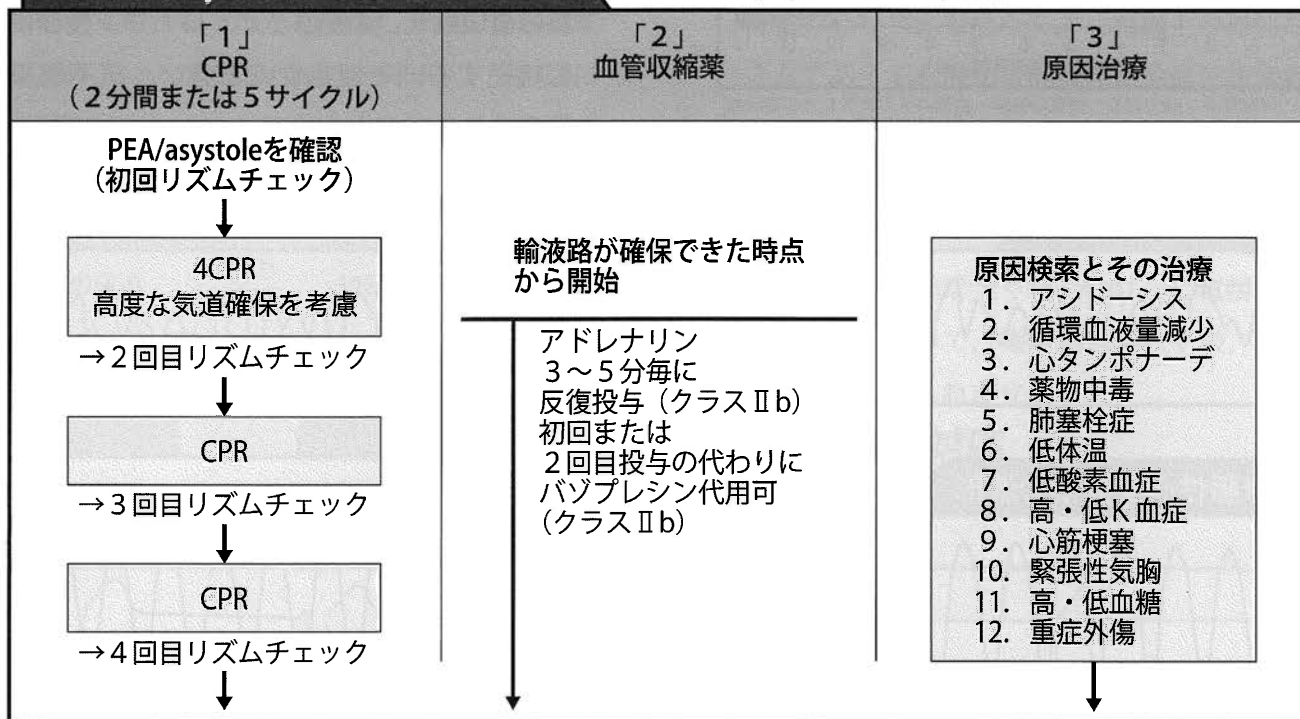 「1」
CPR
（2分間または5サイクル）
「2」
血管収縮薬
「3」
原因治療
PEA/asystoleを確認
（初回リズムチェック）
4CPR
高度な気道確保を考慮
→2回目リズムチェック
CPR
→3回目リズムチェック
CPR
→4回目リズムチェック
輸液路が確保できた時点
から開始
アドレナリン
3～5分毎に
反復投与（クラスⅡb）
初回または
2回目投与の代わりに
バゾプレシン代用可
（クラスⅡb）
原因検索とその治療
1．アシドーシス
2．循環血液量減少
3．心タンポナーデ
4．薬物中毒
5．肺塞栓症
6．低体温
7．低酸素血症
8．高・低K血症
9．心筋梗塞
10．緊張性気胸
11．高・低血糖
12．重症外傷